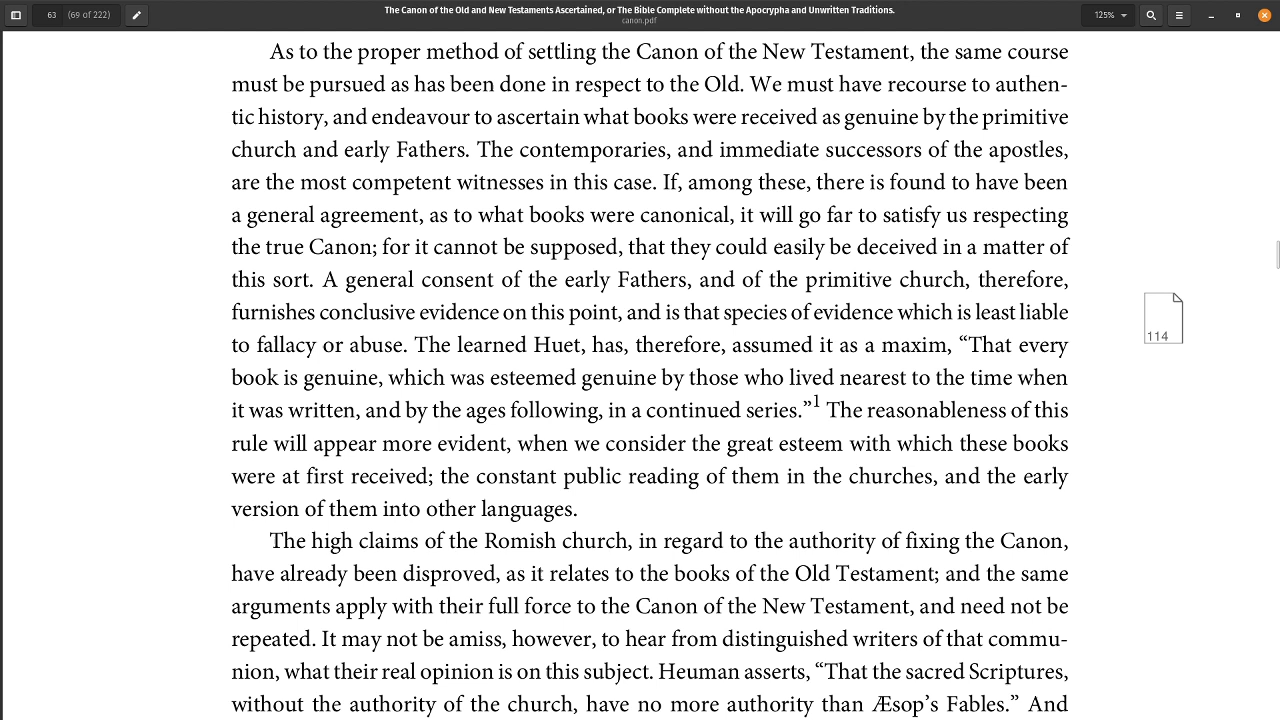 The Canon of the Old and New Testaments Ascertained, or The Bible Complete without the Apocrypha and Unwritten Traditions.
canon.pdf
63 (69 of 222)
125%
As to the proper method of settling the Canon of the New Testament, the same course
must be pursued as has been done in respect to the Old. We must have recourse to authen-
tic history, and endeavour to ascertain what books were received as genuine by the primitive
church and early Fathers. The contemporaries, and immediate successors of the apostles,
are the most competent witnesses in this case. If, among these, there is found to have been
a general agreement, as to what books were canonical, it will go far to satisfy us respecting
the true Canon; for it cannot be supposed, that they could easily be deceived in a matter of
this sort. A general consent of the early Fathers, and of the primitive church, therefore,
furnishes conclusive evidence on this point, and is that species of evidence which is least liable
to fallacy or abuse. The learned Huet, has, therefore, assumed it as a maxim, “That every
book is genuine, which was esteemed genuine by those who lived nearest to the time when
it was written, and by the ages following, in a continued series.”1 The reasonableness of this
rule will appear more evident, when we consider the great esteem with which these books
were at first received; the constant public reading of them in the churches, and the early
version of them into other languages.
114
The high claims of the Romish church, in regard to the authority of fixing the Canon,
have already been disproved, as it relates to the books of the Old Testament; and the same
arguments apply with their full force to the Canon of the New Testament, and need not be
repeated. It may not be amiss, however, to hear from distinguished writers of that commu-
nion, what their real opinion is on this subject. Heuman asserts, “That the sacred Scriptures,
without the authority of the church, have no more authority than Æsop’s Fables.” And